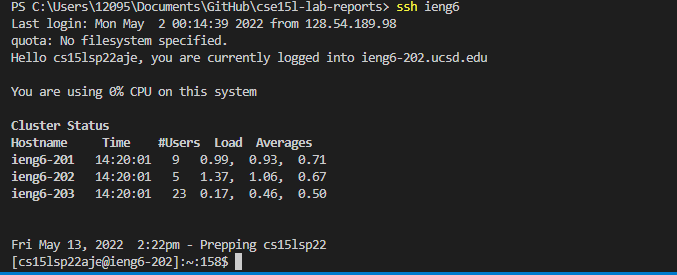 PS C:\Users\12095\Documents\GitHub\cse15l-lab-reports> ssh ieng6
Last login: Mon May  2 00:14:39 2022 from 128.54.189.98
quota: No filesystem specified.
Hello cs15lsp22aje, you are currently logged into ieng6-202.ucsd.edu
You are using 0% CPU on this system
Cluster Status
Hostname     Time    #Users  Load  Averages
ieng6-201   14:20:01   9   0.99,  0.93,  0.71
ieng6-202   14:20:01   5   1.37,  1.06,  0.67
ieng6-203   14:20:01   23  0.17,  0.46,  0.50
Fri May 13, 2022  2:22pm - Prepping cs15lsp22
[cs15lsp22aje@ieng6-202]:~:158$